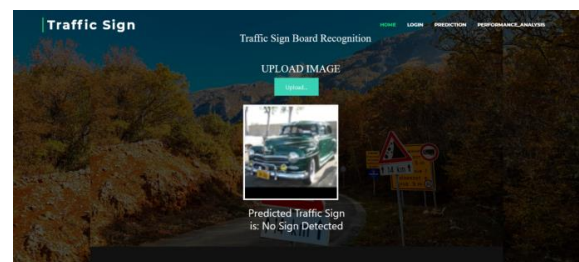 Traffic Sign
HOME LOGIN PREDICTION PERFORMANCE_ANALYSIS
Traffic Sign Board Recognition
UPLOAD IMAGE
Upload...
Predicted Traffic Sign
is: No Sign Detected